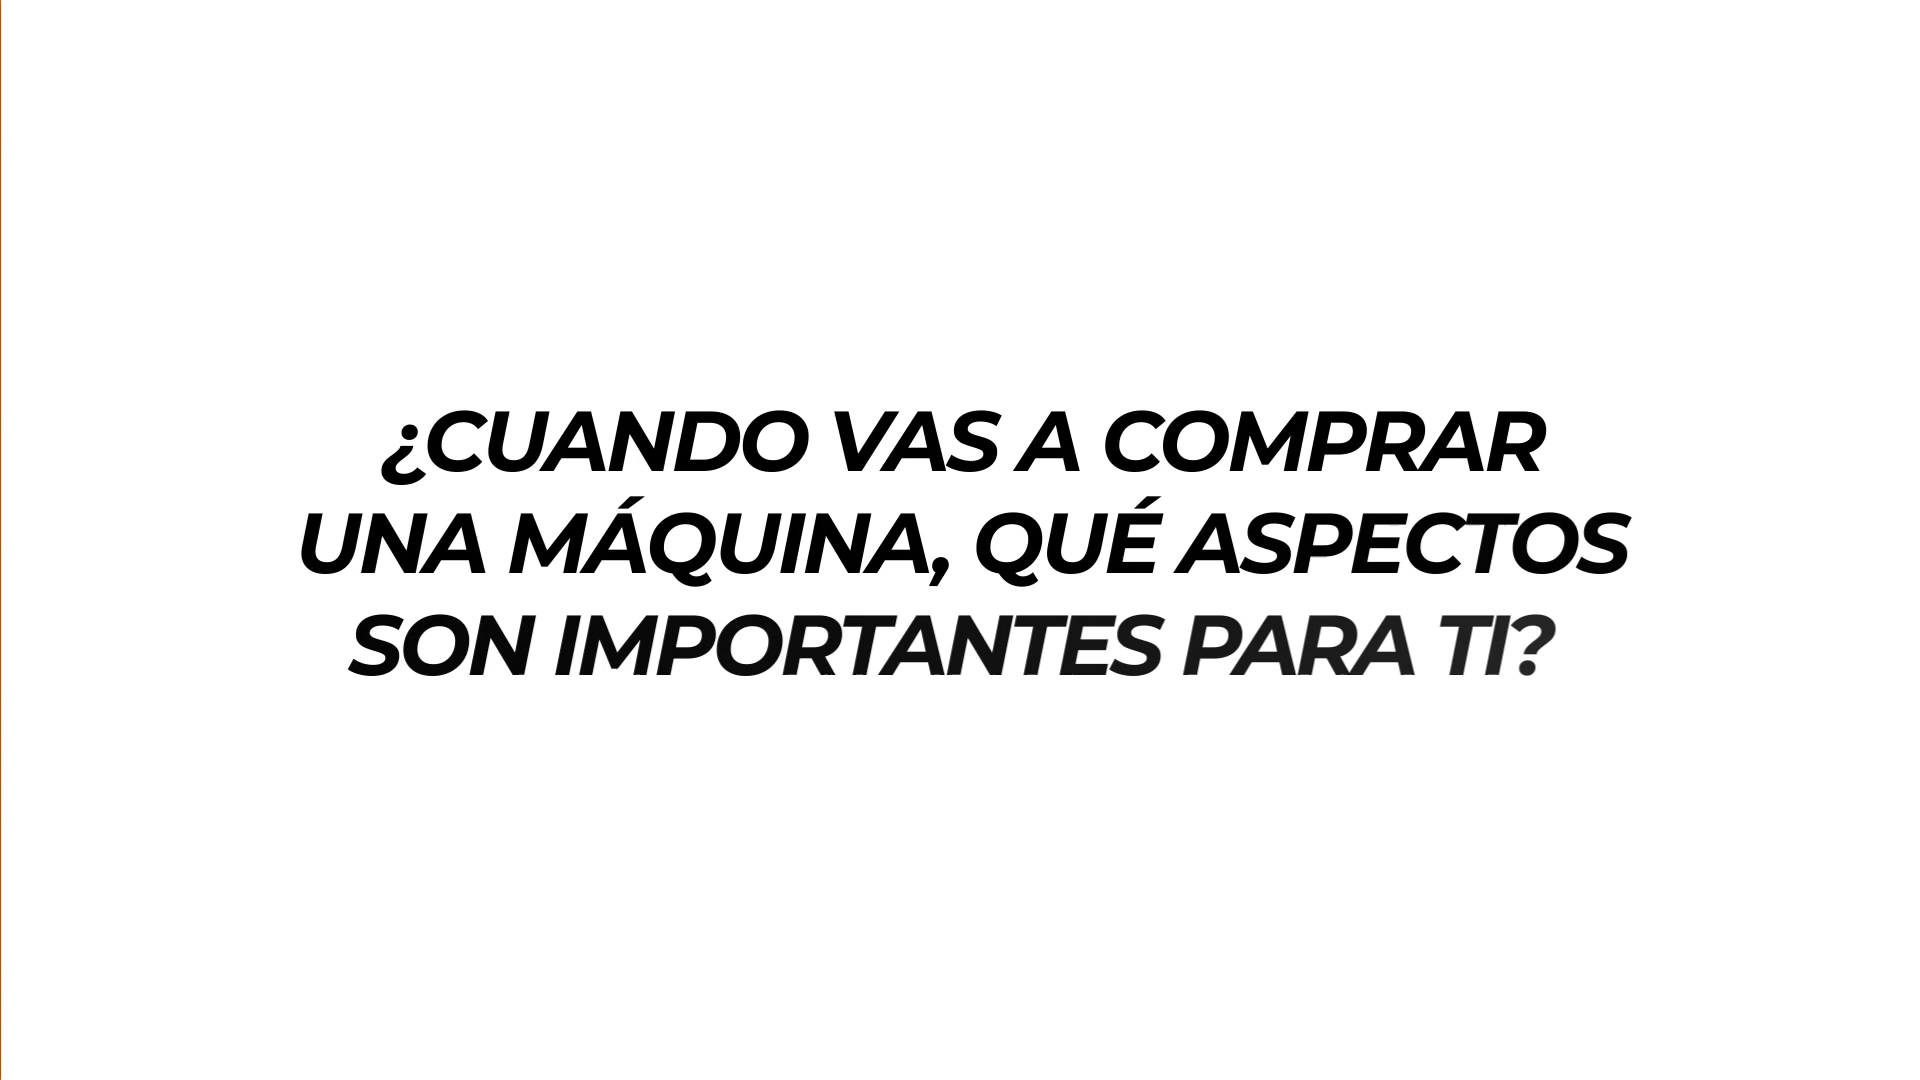 ¿CUANDO VAS A COMPRAR
UNA MÁQUINA, QUÉ ASPECTOS
SON IMPORTANTES PARA TI?